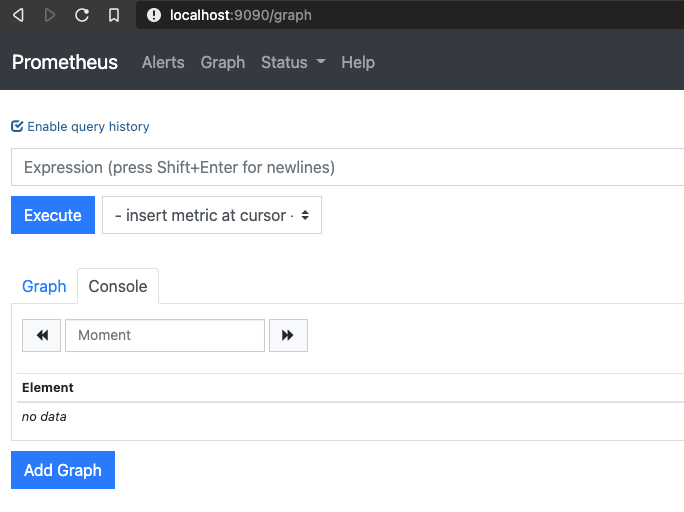 localhost:9090/graph
Prometheus Alerts Graph Status Help
Enable query history
Expression (press Shift+Enter for newlines)
Execute - insert metric at cursor -
Graph Console
Moment
Element
no data
Add Graph